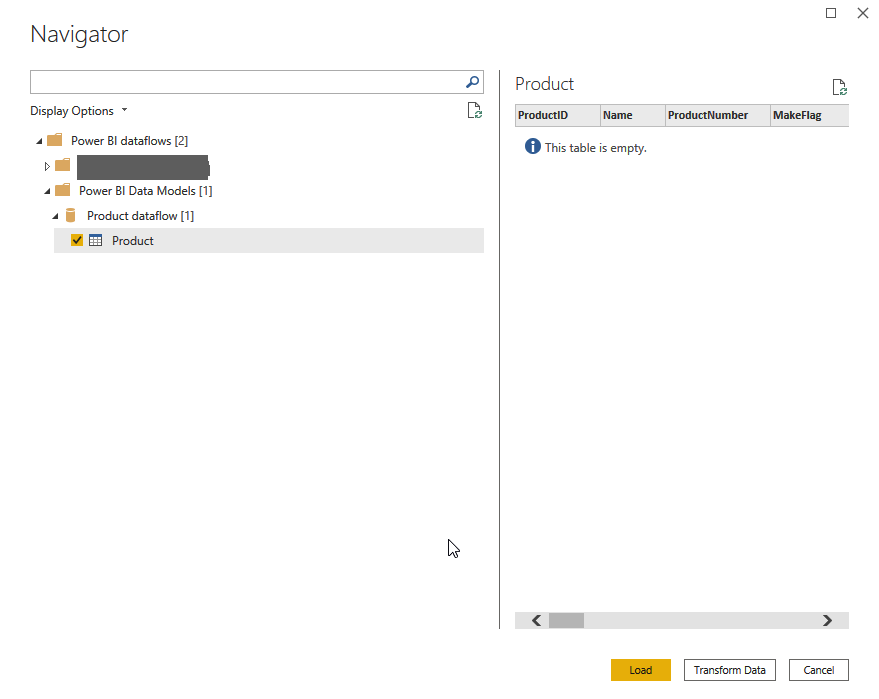 Navigator
Display Options
Power BI dataflows [2]
Power BI Data Models [1]
Product dataflow [1]
Product
Product
ProductID Name ProductNumber MakeFlag
This table is empty.
Load Transform Data Cancel